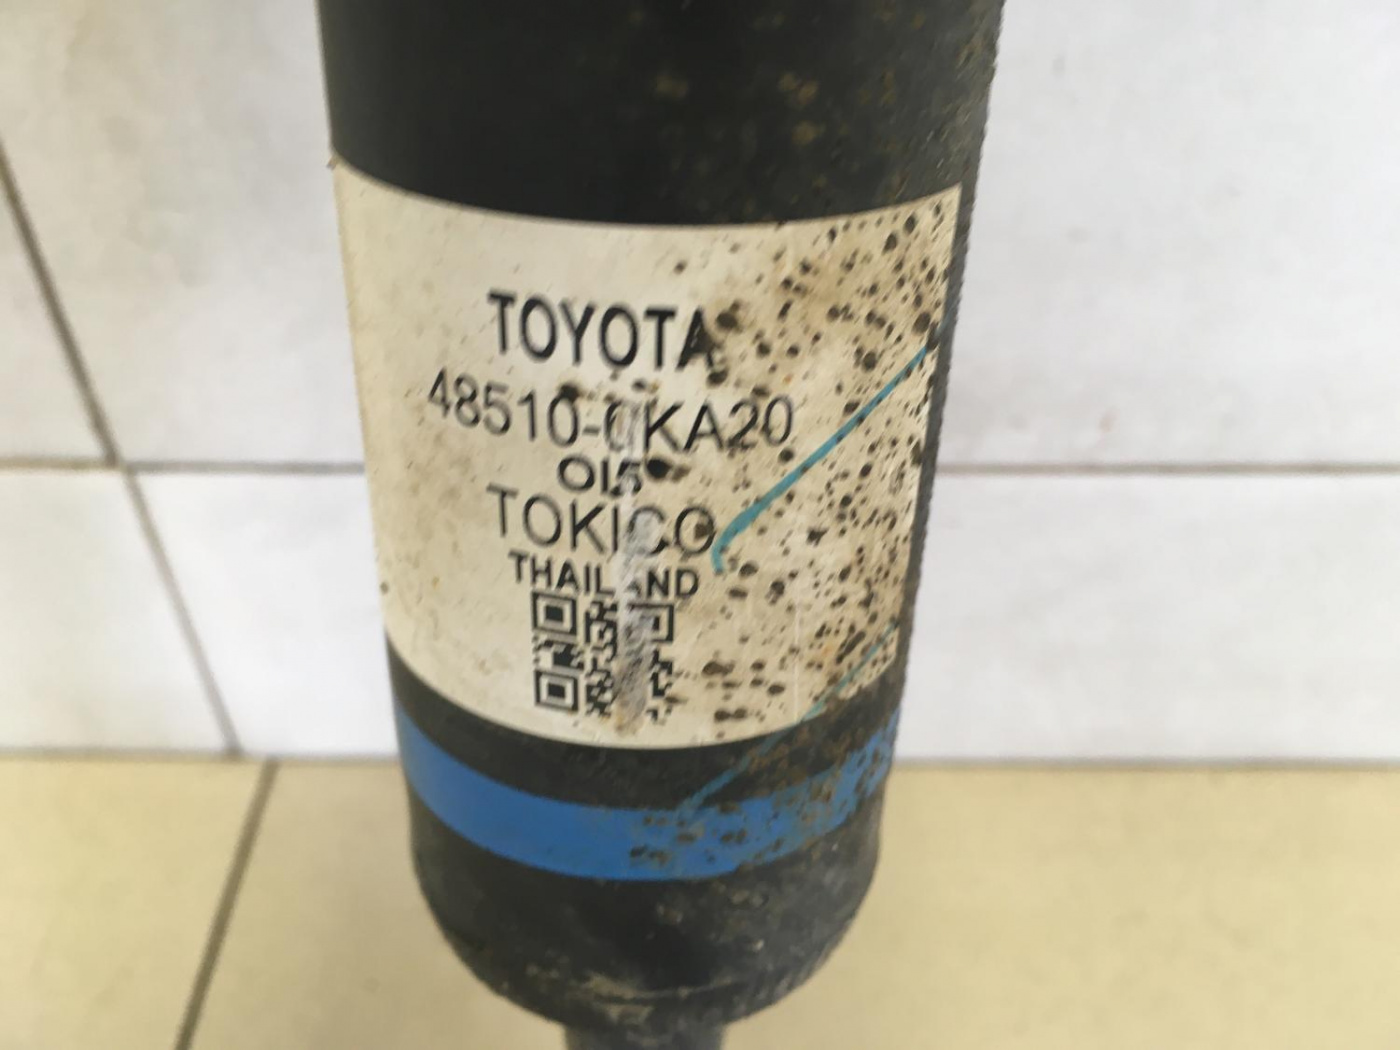 TOYOTA
48510-0KA20
OI5
TOKICO
THAILAND